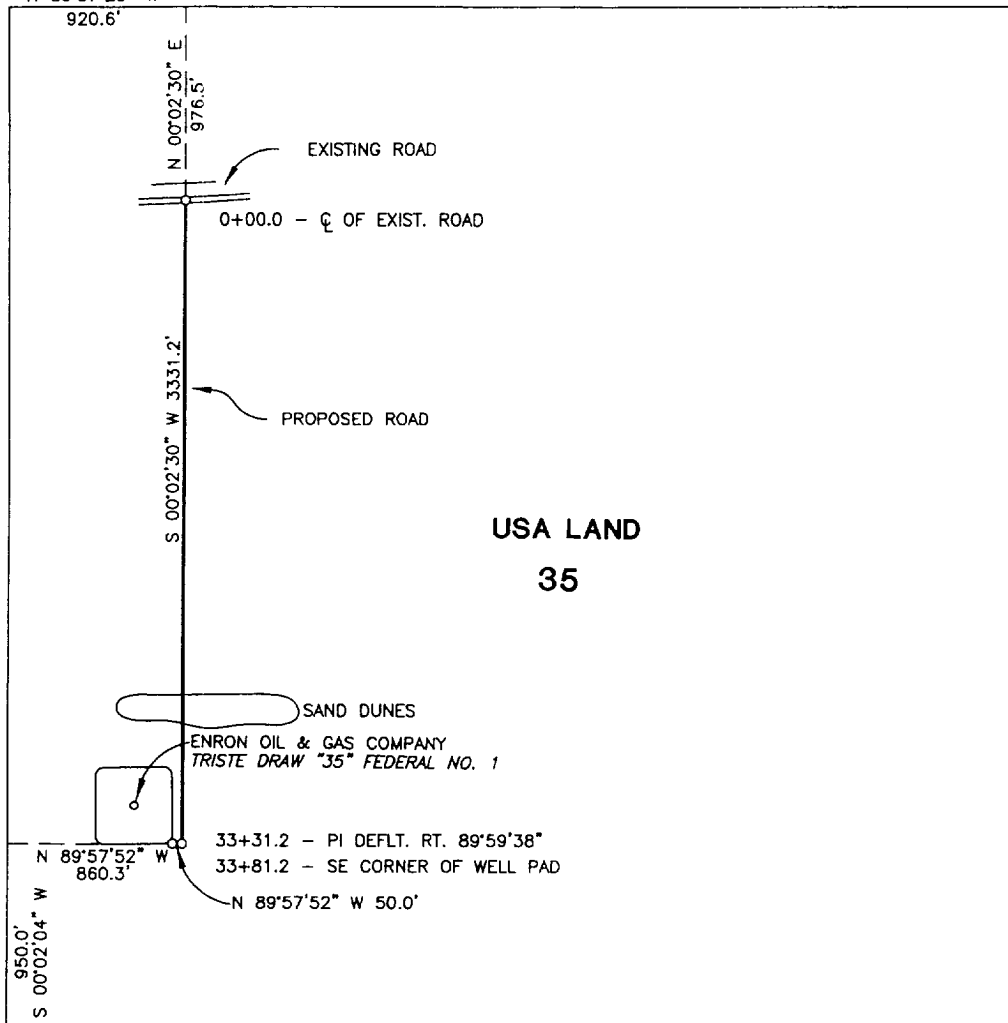 920.6'
N 00°02'30" E
976.5'
EXISTING ROAD
0+00.0 - ℄ OF EXIST. ROAD
S 00°02'30" W 3331.2'
PROPOSED ROAD
USA LAND
35
SAND DUNES
ENRON OIL & GAS COMPANY
TRISTE DRAW "35" FEDERAL NO. 1
33+31.2 - PI DEFLT. RT. 89°59'38"
N 89°57'52" W
860.3'
33+81.2 - SE CORNER OF WELL PAD
N 89°57'52" W 50.0'
950.0'
S 00°02'04" W